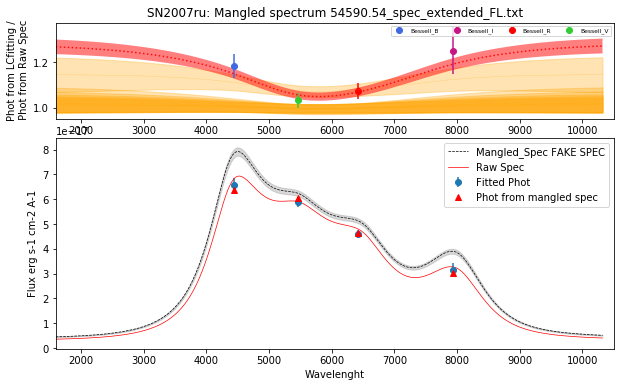 SN2007ru: Mangled spectrum 54590.54_spec_extended_FL.txt
Phot from LCfitting /
Phot from Raw Spec
Bessell_B Bessell_I Bessell_R Bessell_V
1.2
1.0
2000 3000 4000 5000 6000 7000 8000 9000 10000
1e-17
Flux erg s-1 cm-2 A-1
8
7
6
5
4
3
2
1
0
Mangled_Spec FAKE SPEC
Raw Spec
Fitted Phot
Phot from mangled spec
2000 3000 4000 5000 6000 7000 8000 9000 10000
Wavelenght